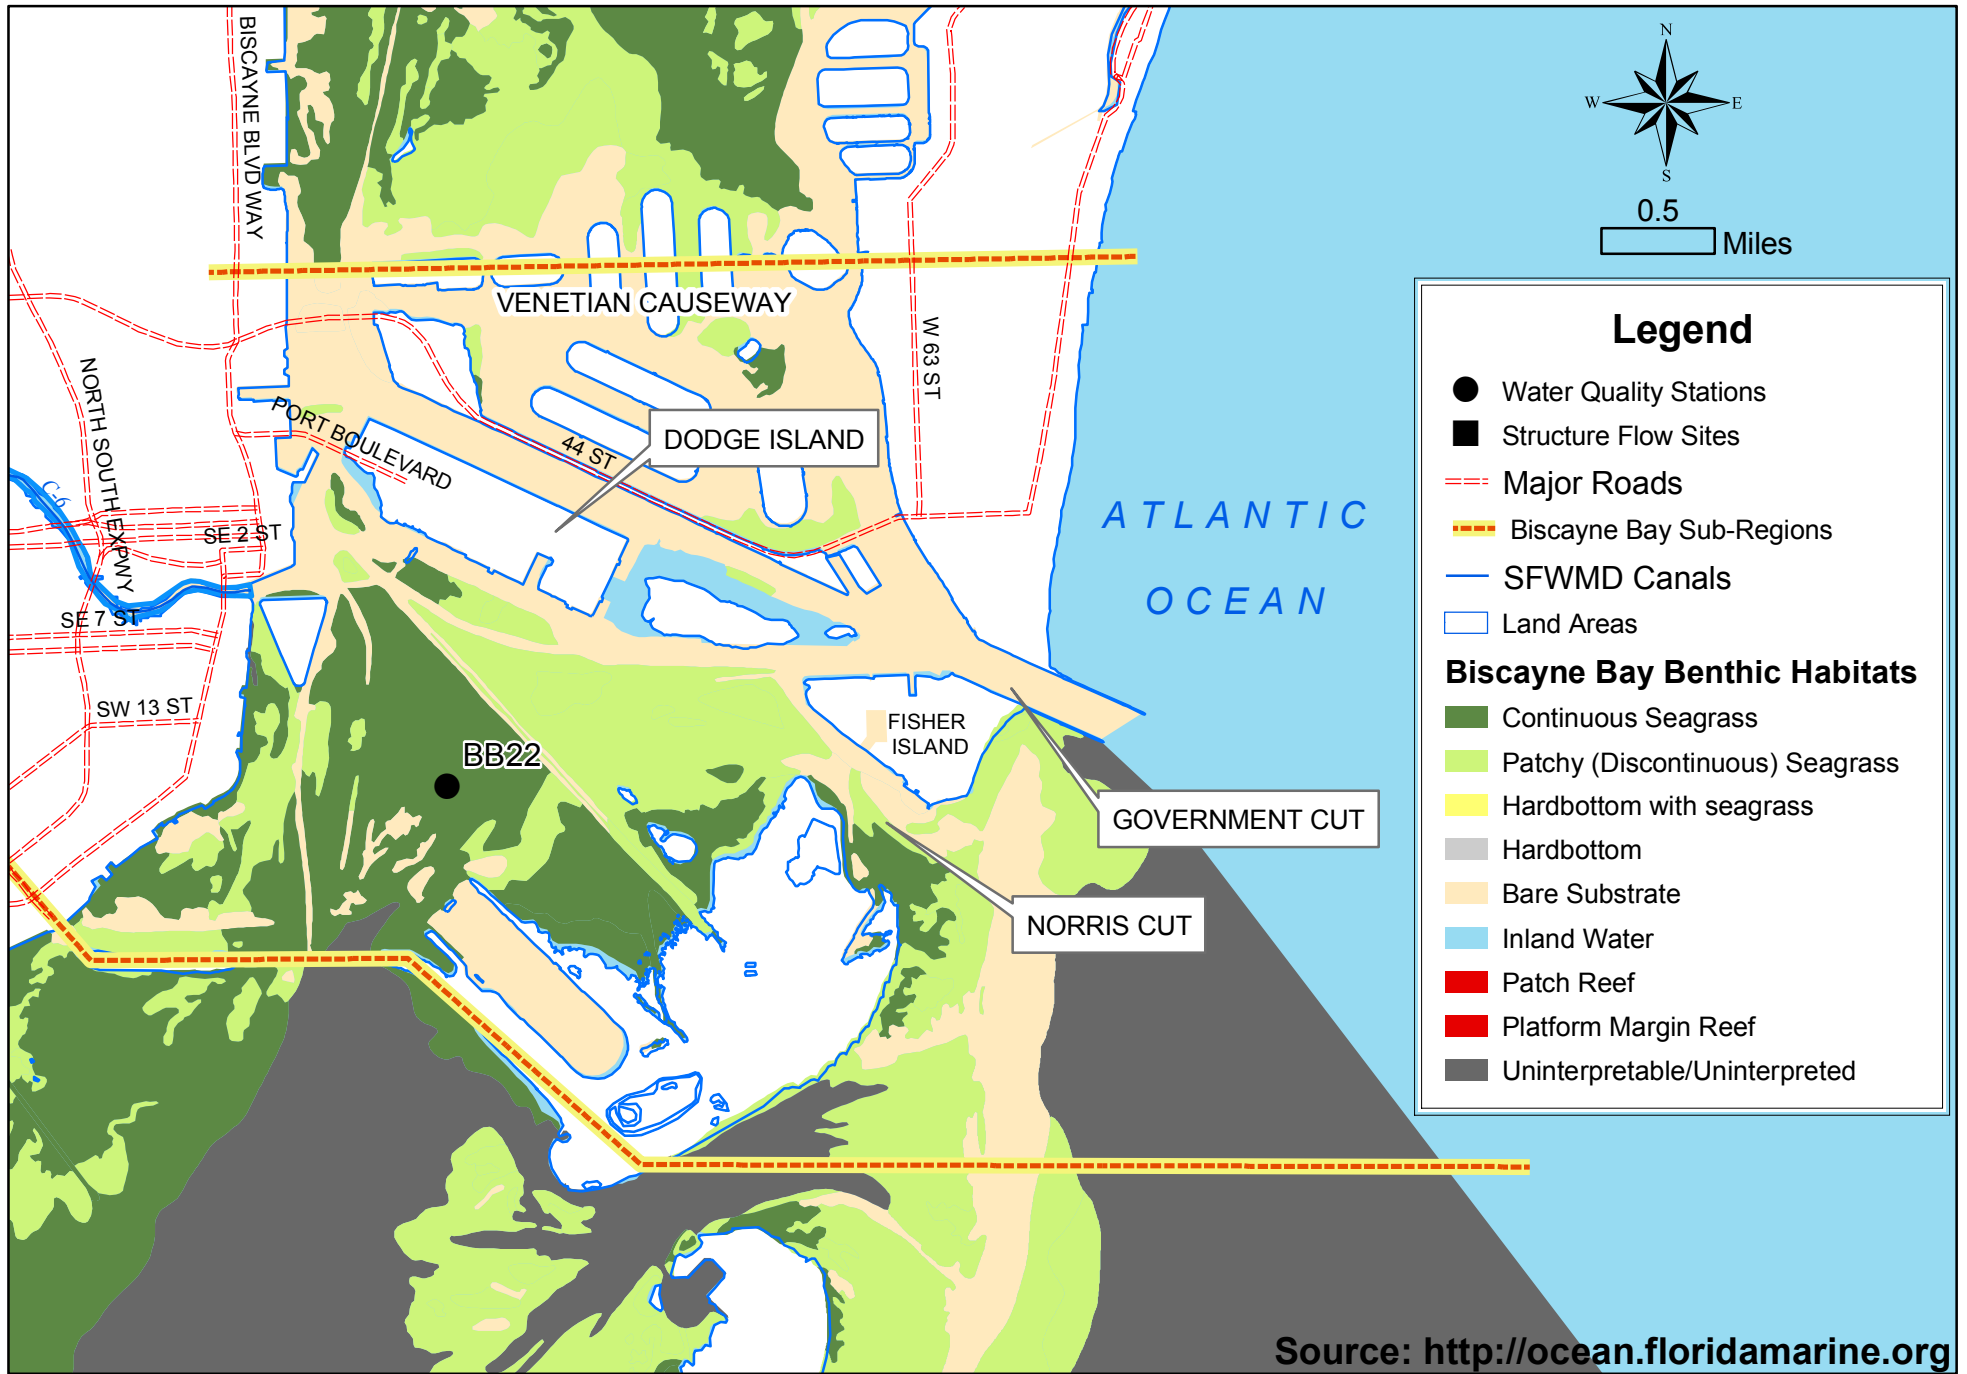 N
W
E
S
0.5
Miles
BISCAYNE BLVD WAY
VENETIAN CAUSEWAY
W 63 ST
NORTH SOUTH EXPWY
PORT BOULEVARD
44 ST
DODGE ISLAND
C-6
SE 2 ST
SE 7 ST
SW 13 ST
ATLANTIC
OCEAN
BB22
FISHER
ISLAND
GOVERNMENT CUT
NORRIS CUT
Legend
Water Quality Stations
Structure Flow Sites
Major Roads
Biscayne Bay Sub-Regions
SFWMD Canals
Land Areas
Biscayne Bay Benthic Habitats
Continuous Seagrass
Patchy (Discontinuous) Seagrass
Hardbottom with seagrass
Hardbottom
Bare Substrate
Inland Water
Patch Reef
Platform Margin Reef
Uninterpretable/Uninterpreted
Source: http://ocean.floridamarine.org